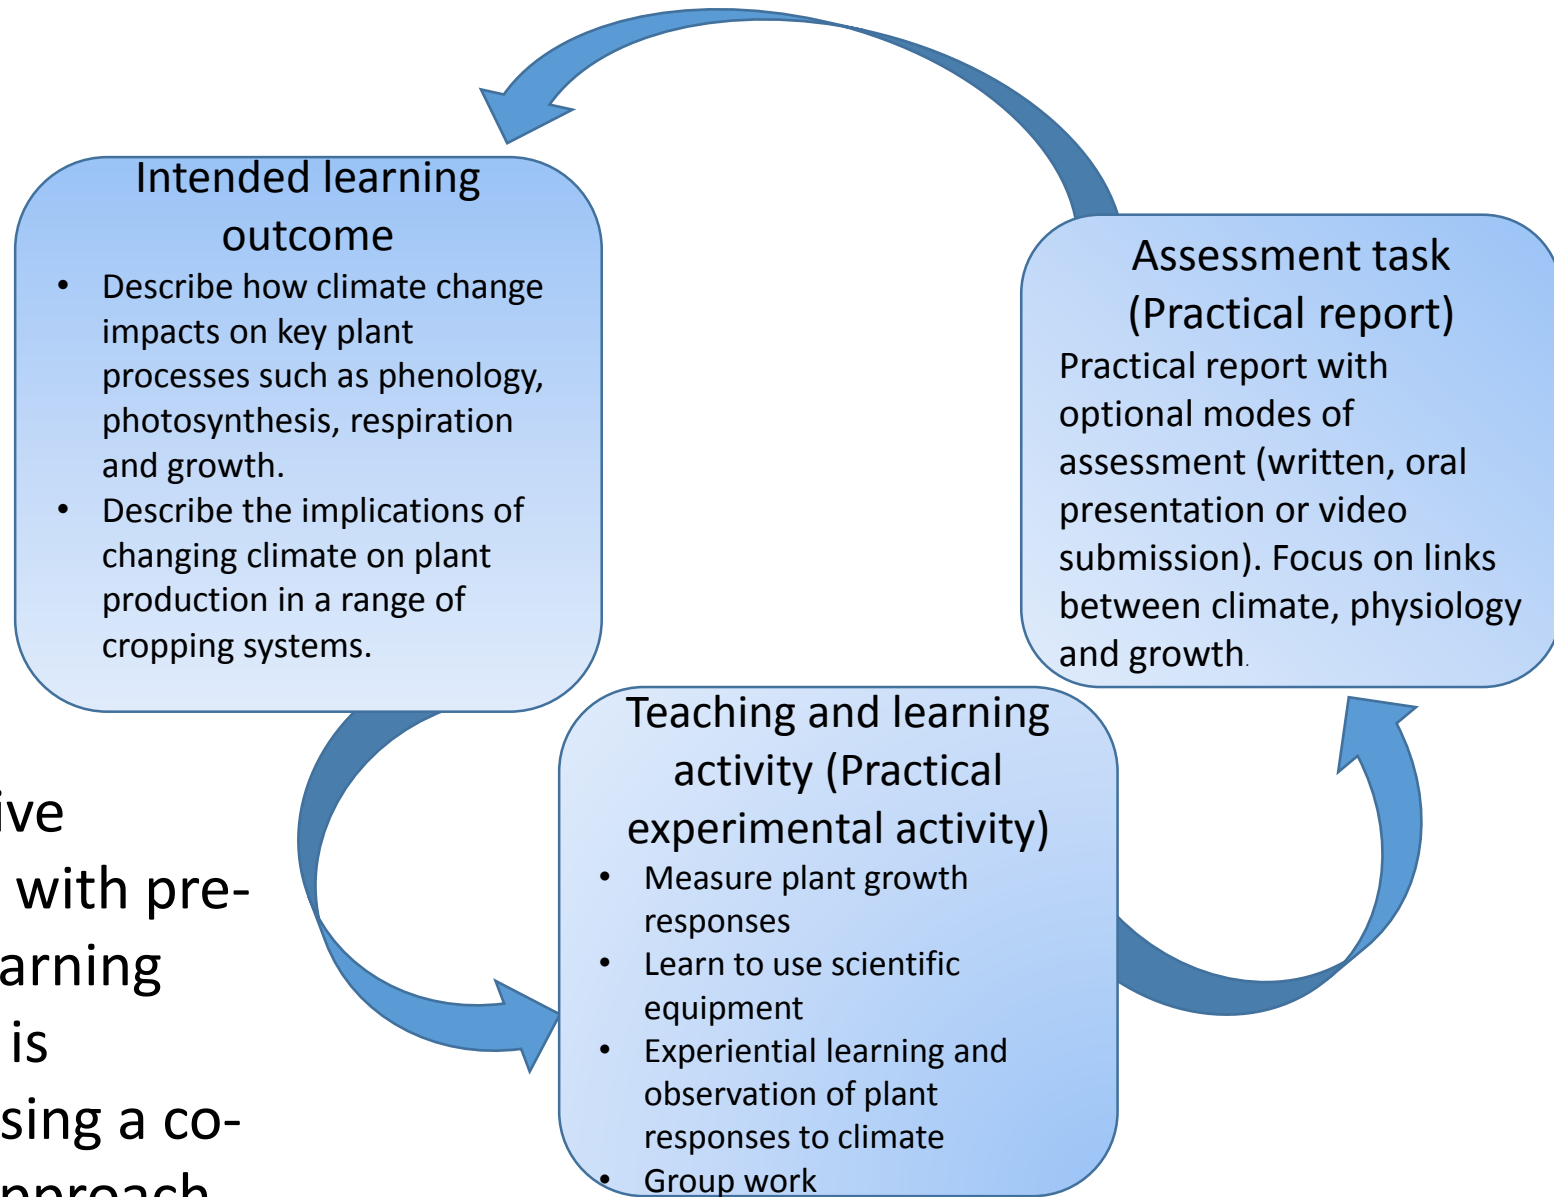 Intended learning
outcome
• Describe how climate change
impacts on key plant
processes such as phenology,
photosynthesis, respiration
and growth.
• Describe the implications of
changing climate on plant
production in a range of
cropping systems.
Assessment task
(Practical report)
Practical report with
optional modes of
assessment (written, oral
presentation or video
submission). Focus on links
between climate, physiology
and growth.
Teaching and learning
activity (Practical
experimental activity)
• Measure plant growth
responses
• Learn to use scientific
equipment
• Experiential learning and
observation of plant
responses to climate
• Group work
ive
with pre-
arning
is
sing a co-
pproach